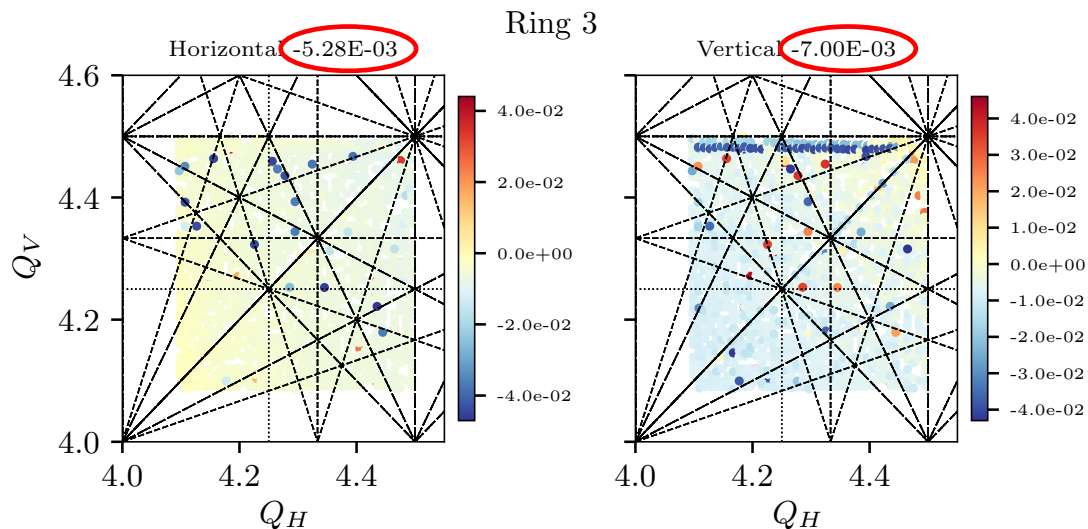 Ring 3
Horizontal -5.28E-03
Vertical -7.00E-03
4.6
4.4
4.2
4.0
Q_V
4.0 4.2 4.4
Q_H
4.0e-02
2.0e-02
0.0e+00
-2.0e-02
-4.0e-02
4.0 4.2 4.4
Q_H
4.0e-02
3.0e-02
2.0e-02
1.0e-02
0.0e+00
-1.0e-02
-2.0e-02
-3.0e-02
-4.0e-02